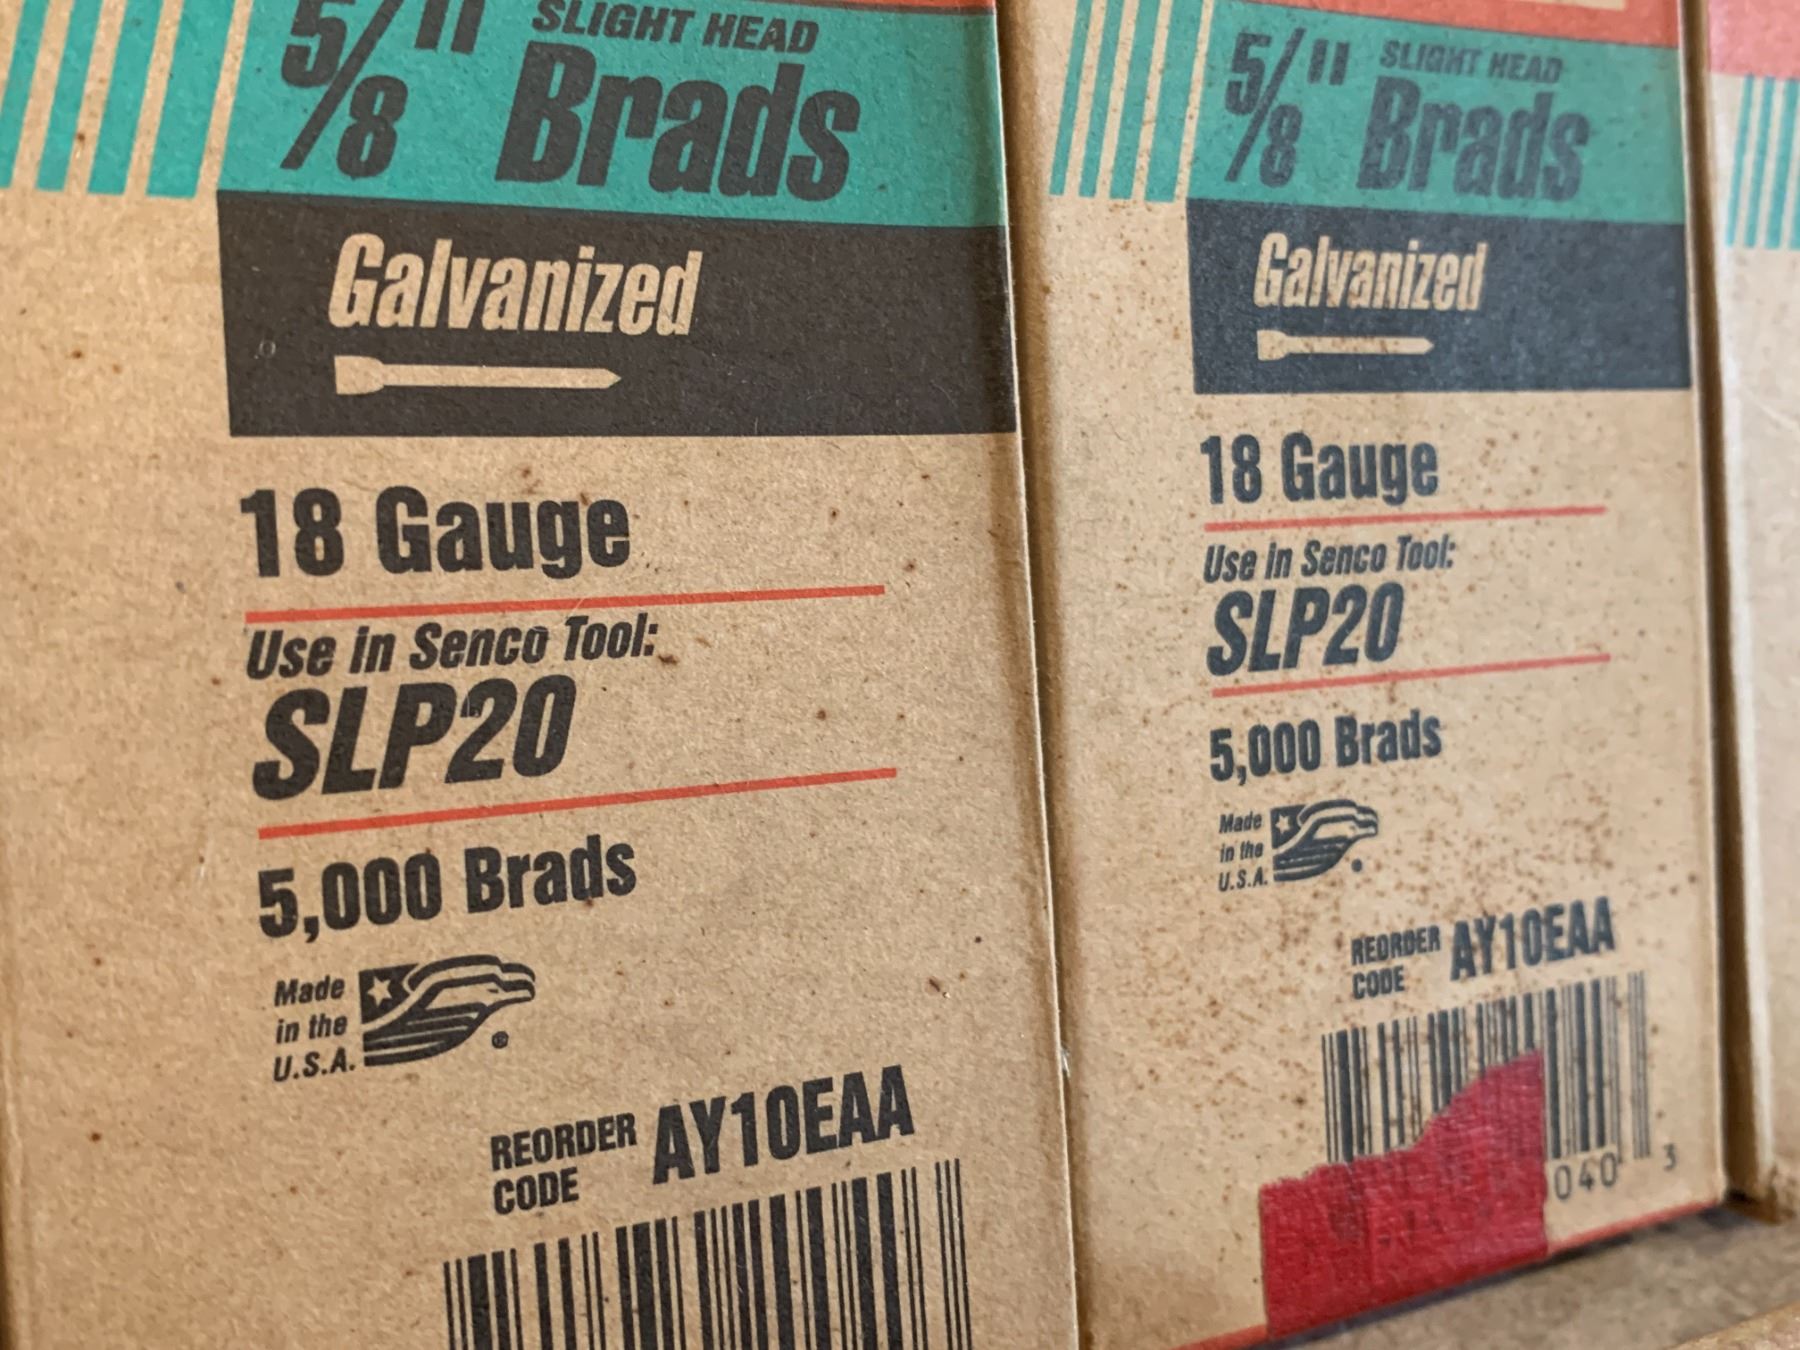 5/8" SLIGHT HEAD
Brads
Galvanized
18 Gauge
Use in Senco Tool:
SLP20
5,000 Brads
Made
in the
U.S.A.
®
REORDER
CODE AY10EAA
5/8" SLIGHT HEAD
Brads
Galvanized
18 Gauge
Use in Senco Tool:
SLP20
5,000 Brads
Made
in the
U.S.A.
REORDER
CODE AY10EAA
040 3